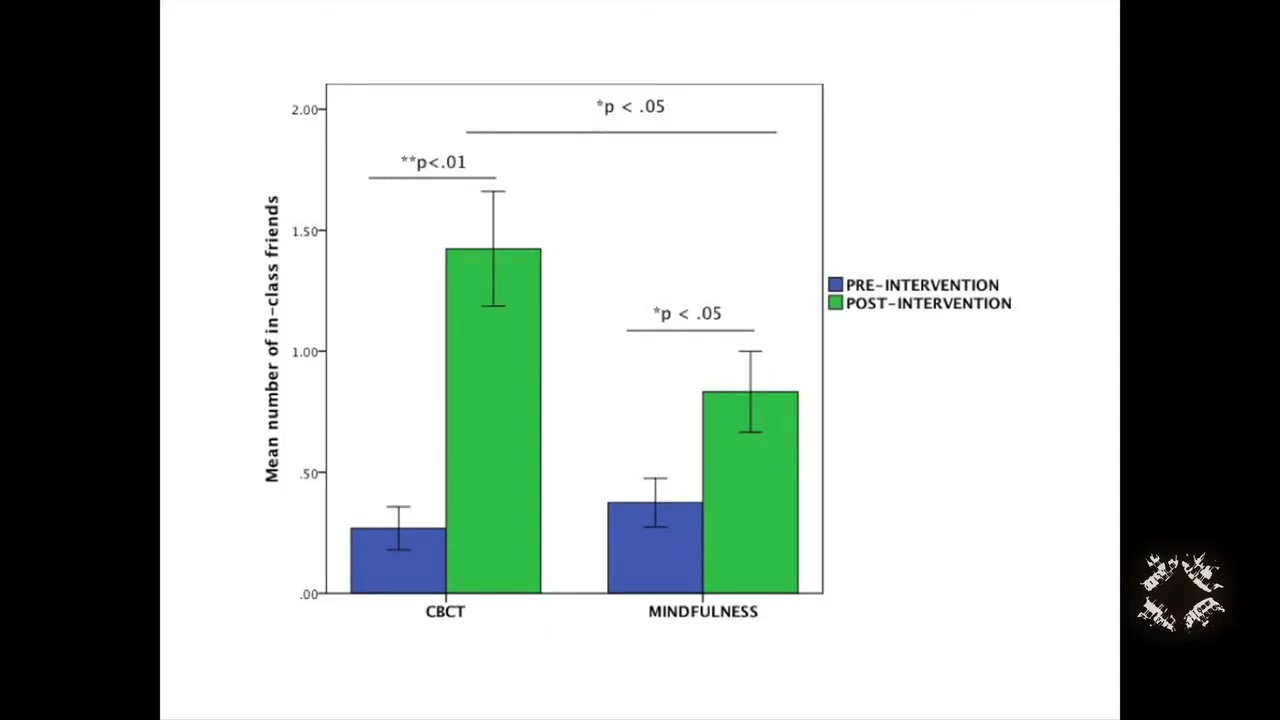 *p < .05
2.00
**p<.01
1.50
*p < .05
1.00
.50
.00
Mean number of in-class friends
CBCT
MINDFULNESS
PRE-INTERVENTION
POST-INTERVENTION